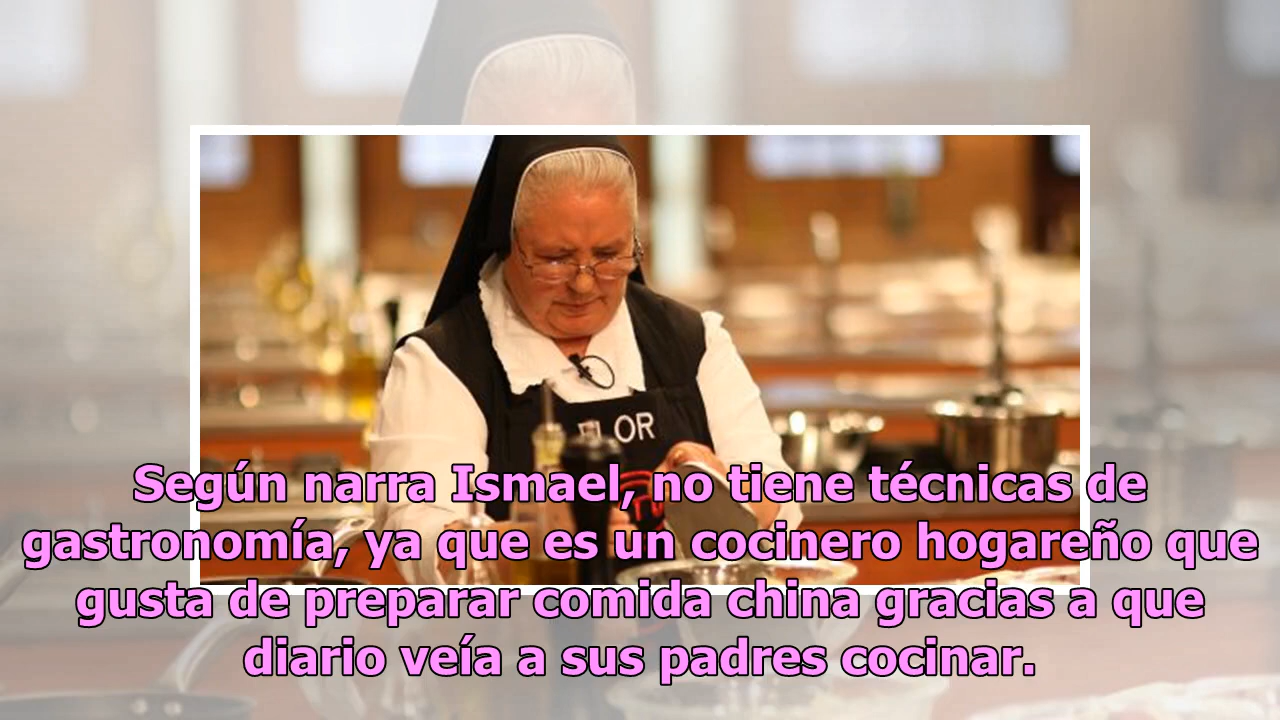 FLOR
Según narra Ismael, no tiene técnicas de
gastronomía, ya que es un cocinero hogareño que
gusta de preparar comida china gracias a que
diario veía a sus padres cocinar.